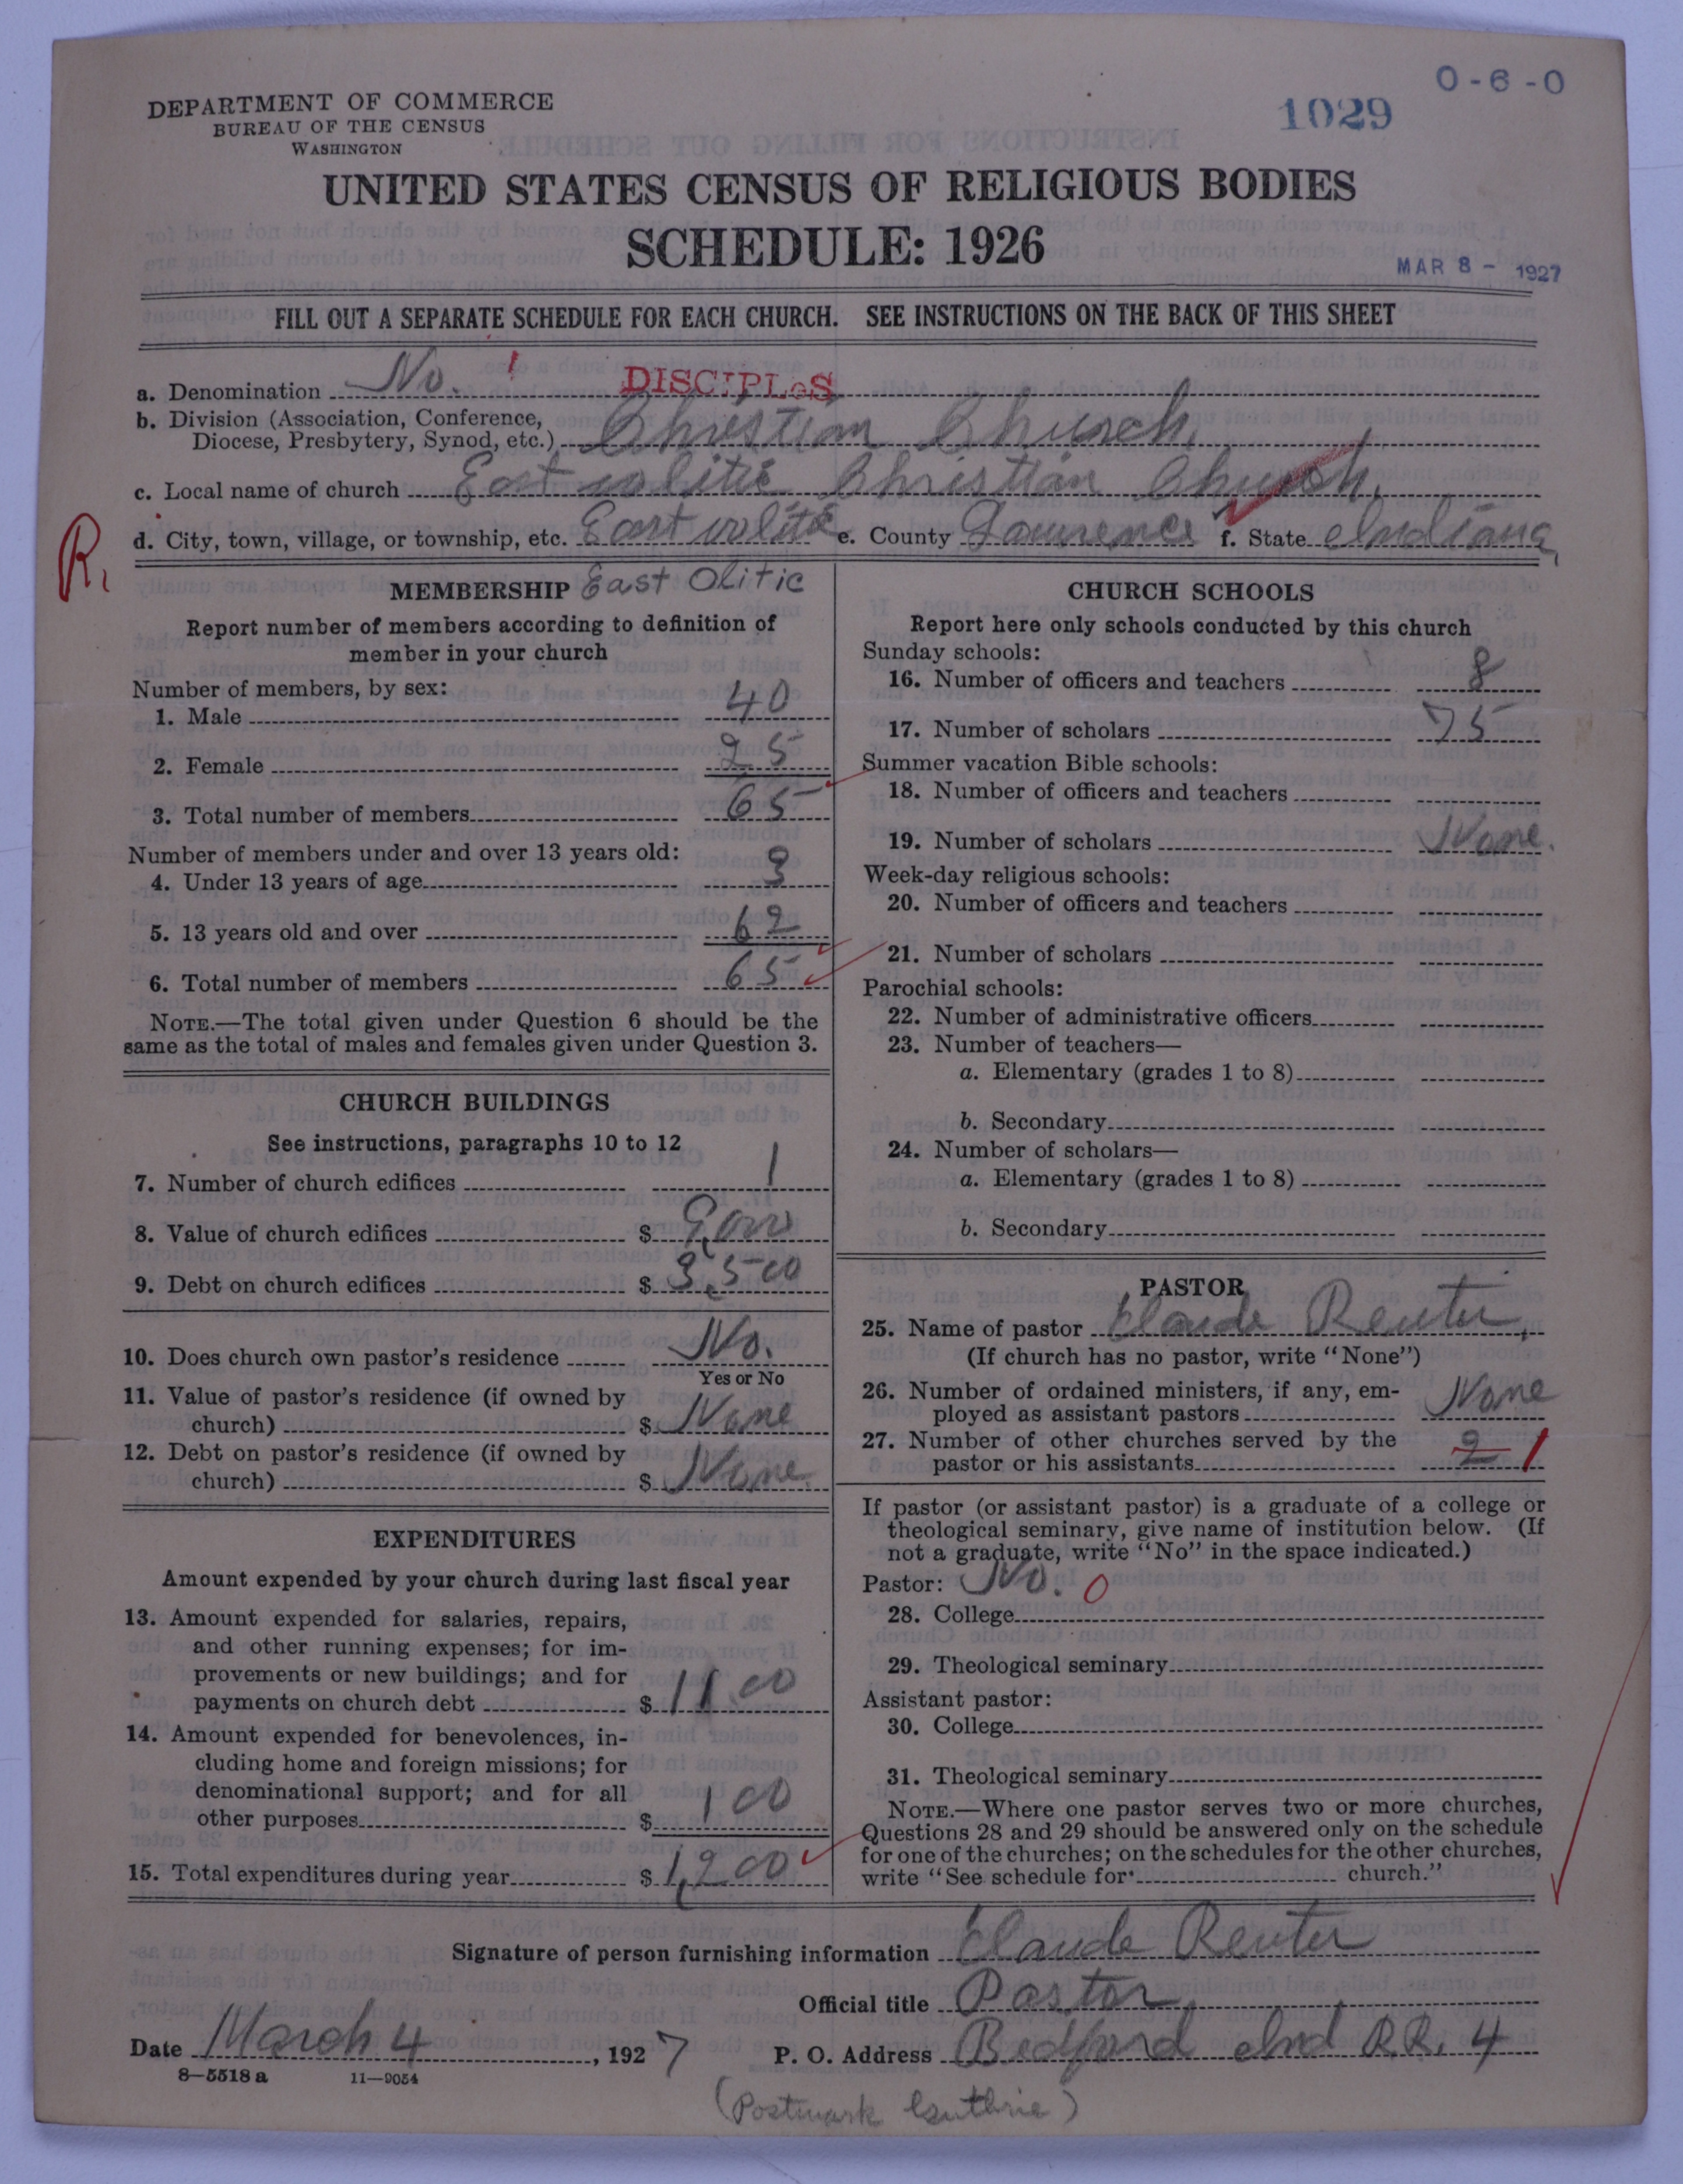 O-6-0
1029
DEPARTMENT OF COMMERCE
BUREAU OF THE CENSUS
WASHINGTON
UNITED STATES CENSUS OF RELIGIOUS BODIES
SCHEDULE: 1926
MAR 8 - 1927
FILL OUT A SEPARATE SCHEDULE FOR EACH CHURCH. SEE INSTRUCTIONS ON THE BACK OF THIS SHEET
a. Denomination No. DISCIPLeS
b. Division (Association, Conference,
Diocese, Presbytery, Synod, etc.) Christian Church,
c. Local name of church East oolitic Christian Church,
R. d. City, town, village, or township, etc. East oolitic e. County Lawrence f. State Indiana
MEMBERSHIP East Olitic
Report number of members according to definition of
member in your church
Number of members, by sex:
1. Male 40
2. Female 25
3. Total number of members 65
Number of members under and over 13 years old:
4. Under 13 years of age 3
5. 13 years old and over 62
6. Total number of members 65
NOTE.—The total given under Question 6 should be the
same as the total of males and females given under Question 3.
CHURCH BUILDINGS
See instructions, paragraphs 10 to 12
7. Number of church edifices 1
8. Value of church edifices $
9. Debt on church edifices $ 3,500
10. Does church own pastor's residence No.
Yes or No
11. Value of pastor's residence (if owned by
church) $ None
12. Debt on pastor's residence (if owned by
church) $ None
EXPENDITURES
Amount expended by your church during last fiscal year
13. Amount expended for salaries, repairs,
and other running expenses; for im-
provements or new buildings; and for
payments on church debt $ 1100
14. Amount expended for benevolences, in-
cluding home and foreign missions; for
denominational support; and for all
other purposes $ 100
15. Total expenditures during year $ 1,200
CHURCH SCHOOLS
Report here only schools conducted by this church
Sunday schools:
16. Number of officers and teachers 8
17. Number of scholars 75
Summer vacation Bible schools:
18. Number of officers and teachers
19. Number of scholars None.
Week-day religious schools:
20. Number of officers and teachers
21. Number of scholars
Parochial schools:
22. Number of administrative officers
23. Number of teachers—
a. Elementary (grades 1 to 8)
b. Secondary
24. Number of scholars—
a. Elementary (grades 1 to 8)
b. Secondary
PASTOR
25. Name of pastor Claude Reuter,
(If church has no pastor, write "None")
26. Number of ordained ministers, if any, em-
ployed as assistant pastors None
27. Number of other churches served by the
pastor or his assistants 2 1
If pastor (or assistant pastor) is a graduate of a college or
theological seminary, give name of institution below. (If
not a graduate, write "No" in the space indicated.)
Pastor: No. 0
28. College
29. Theological seminary
Assistant pastor:
30. College
31. Theological seminary
NOTE.—Where one pastor serves two or more churches,
Questions 28 and 29 should be answered only on the schedule
for one of the churches; on the schedules for the other churches,
write "See schedule for church."
Signature of person furnishing information Claude Reuter
Official title Pastor,
Date March 4, 1927 P. O. Address Bedford Ind R.R. 4
8—5518 a 11—9054
(Postmark Guthrie)